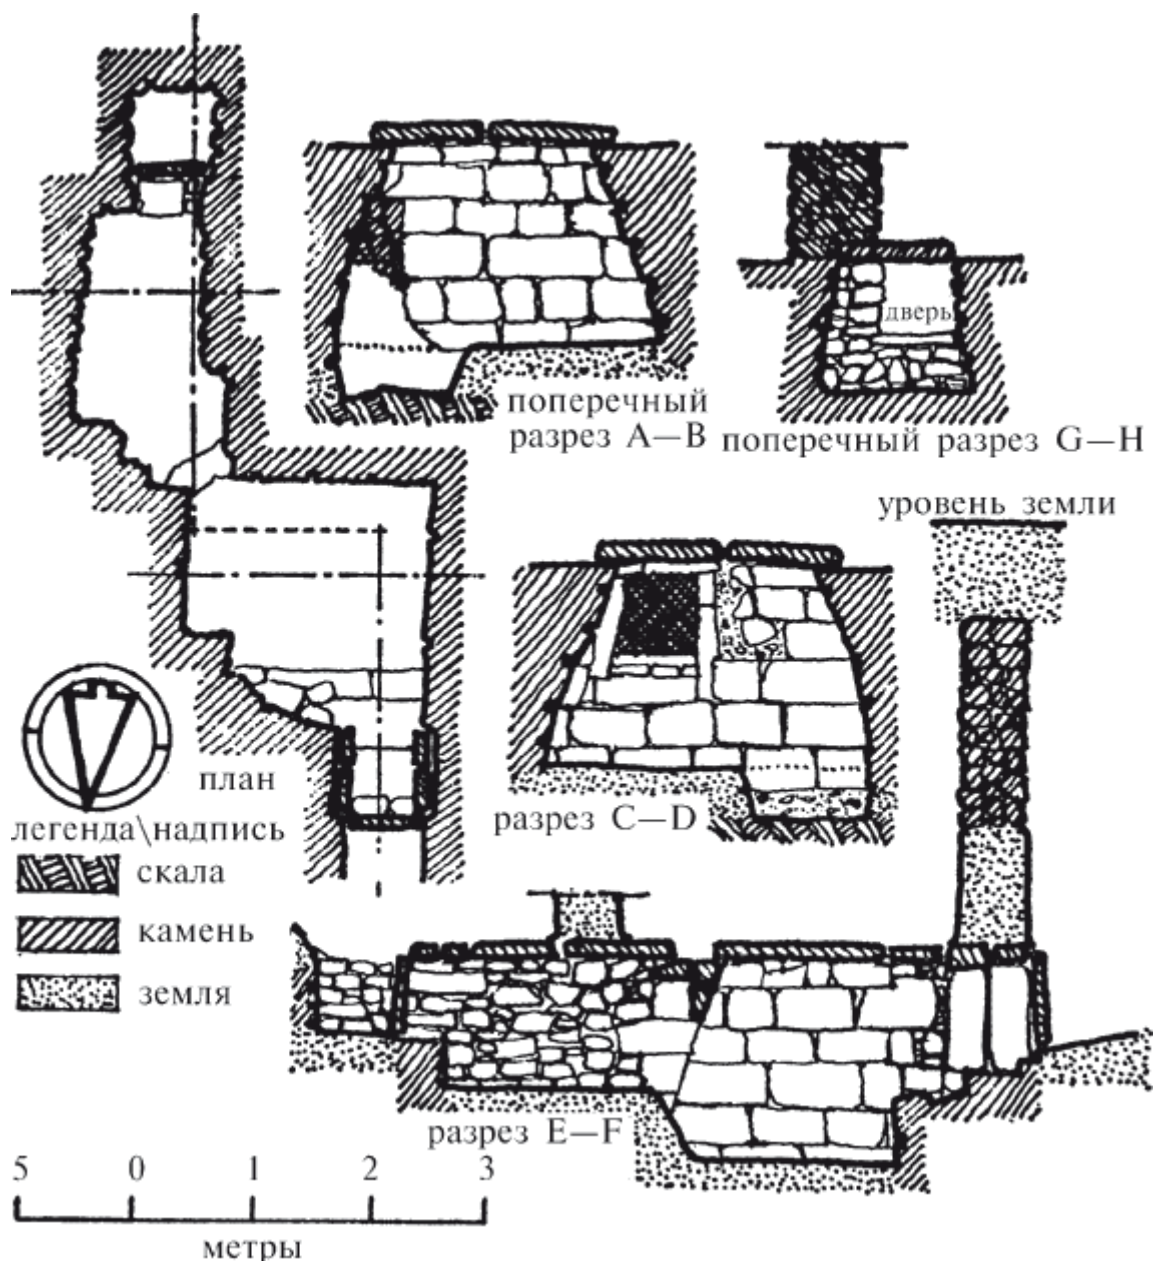 дверь
поперечный
разрез A—B
поперечный разрез G—H
уровень земли
план
легенда\надпись
скала
камень
земля
разрез C—D
разрез E—F
5 0 1 2 3
метры